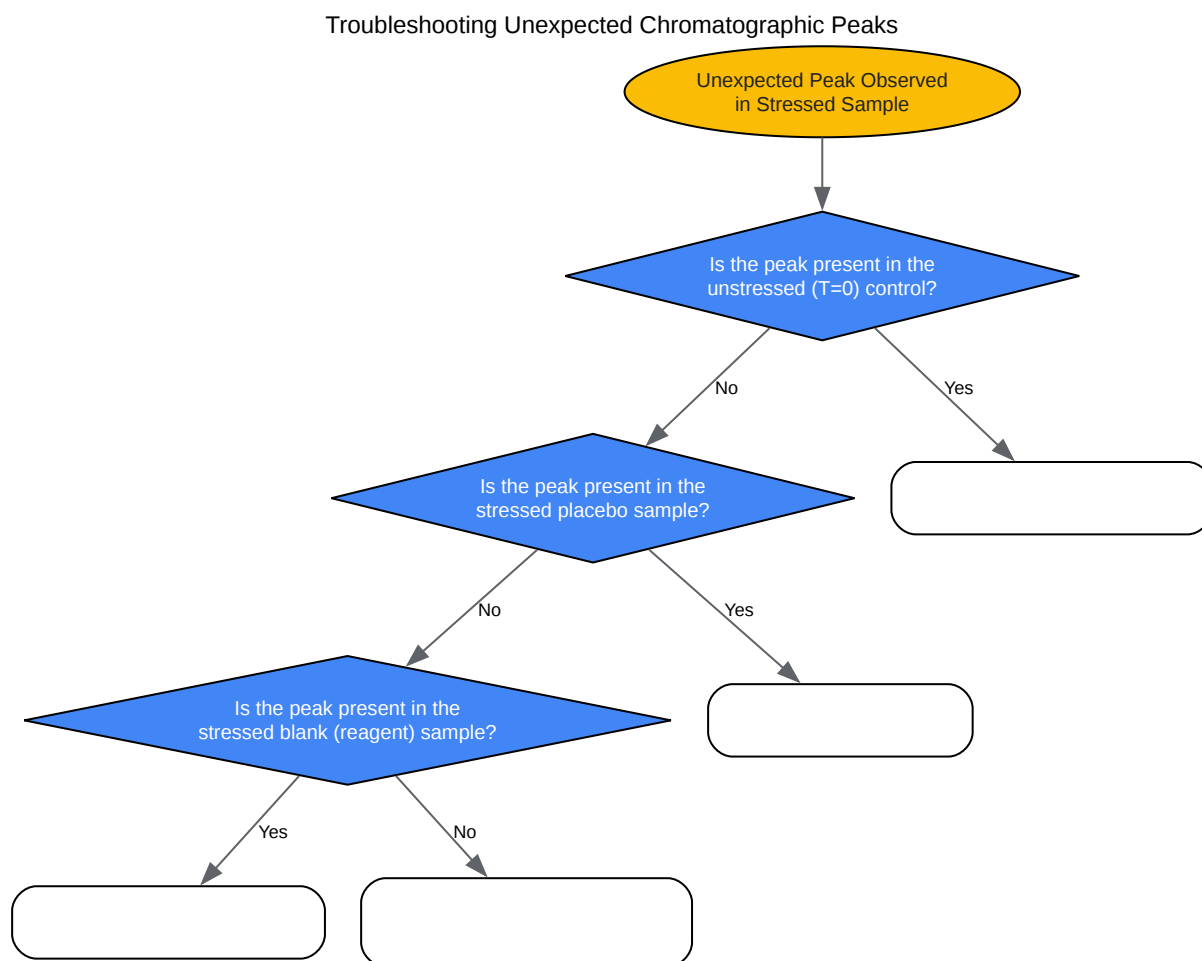 Troubleshooting Unexpected Chromatographic Peaks
Unexpected Peak Observed
in Stressed Sample
Is the peak present in the
unstressed (T=0) control?
No
Yes
Is the peak present in the
stressed placebo sample?
No
Yes
Is the peak present in the
stressed blank (reagent) sample?
Yes
No